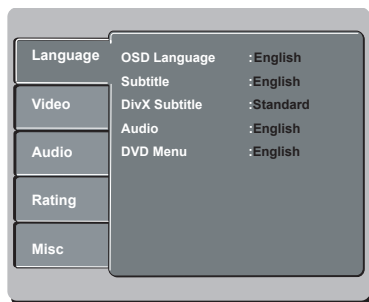 Language
Video
Audio
Rating
Misc
OSD Language :English
Subtitle :English
DivX Subtitle :Standard
Audio :English
DVD Menu :English